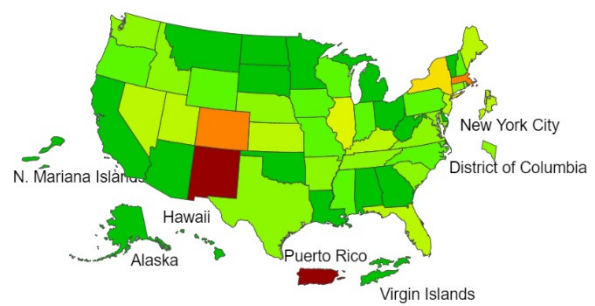 New York City
District of Columbia
N. Mariana Islands
Hawaii
Alaska
Puerto Rico
Virgin Islands